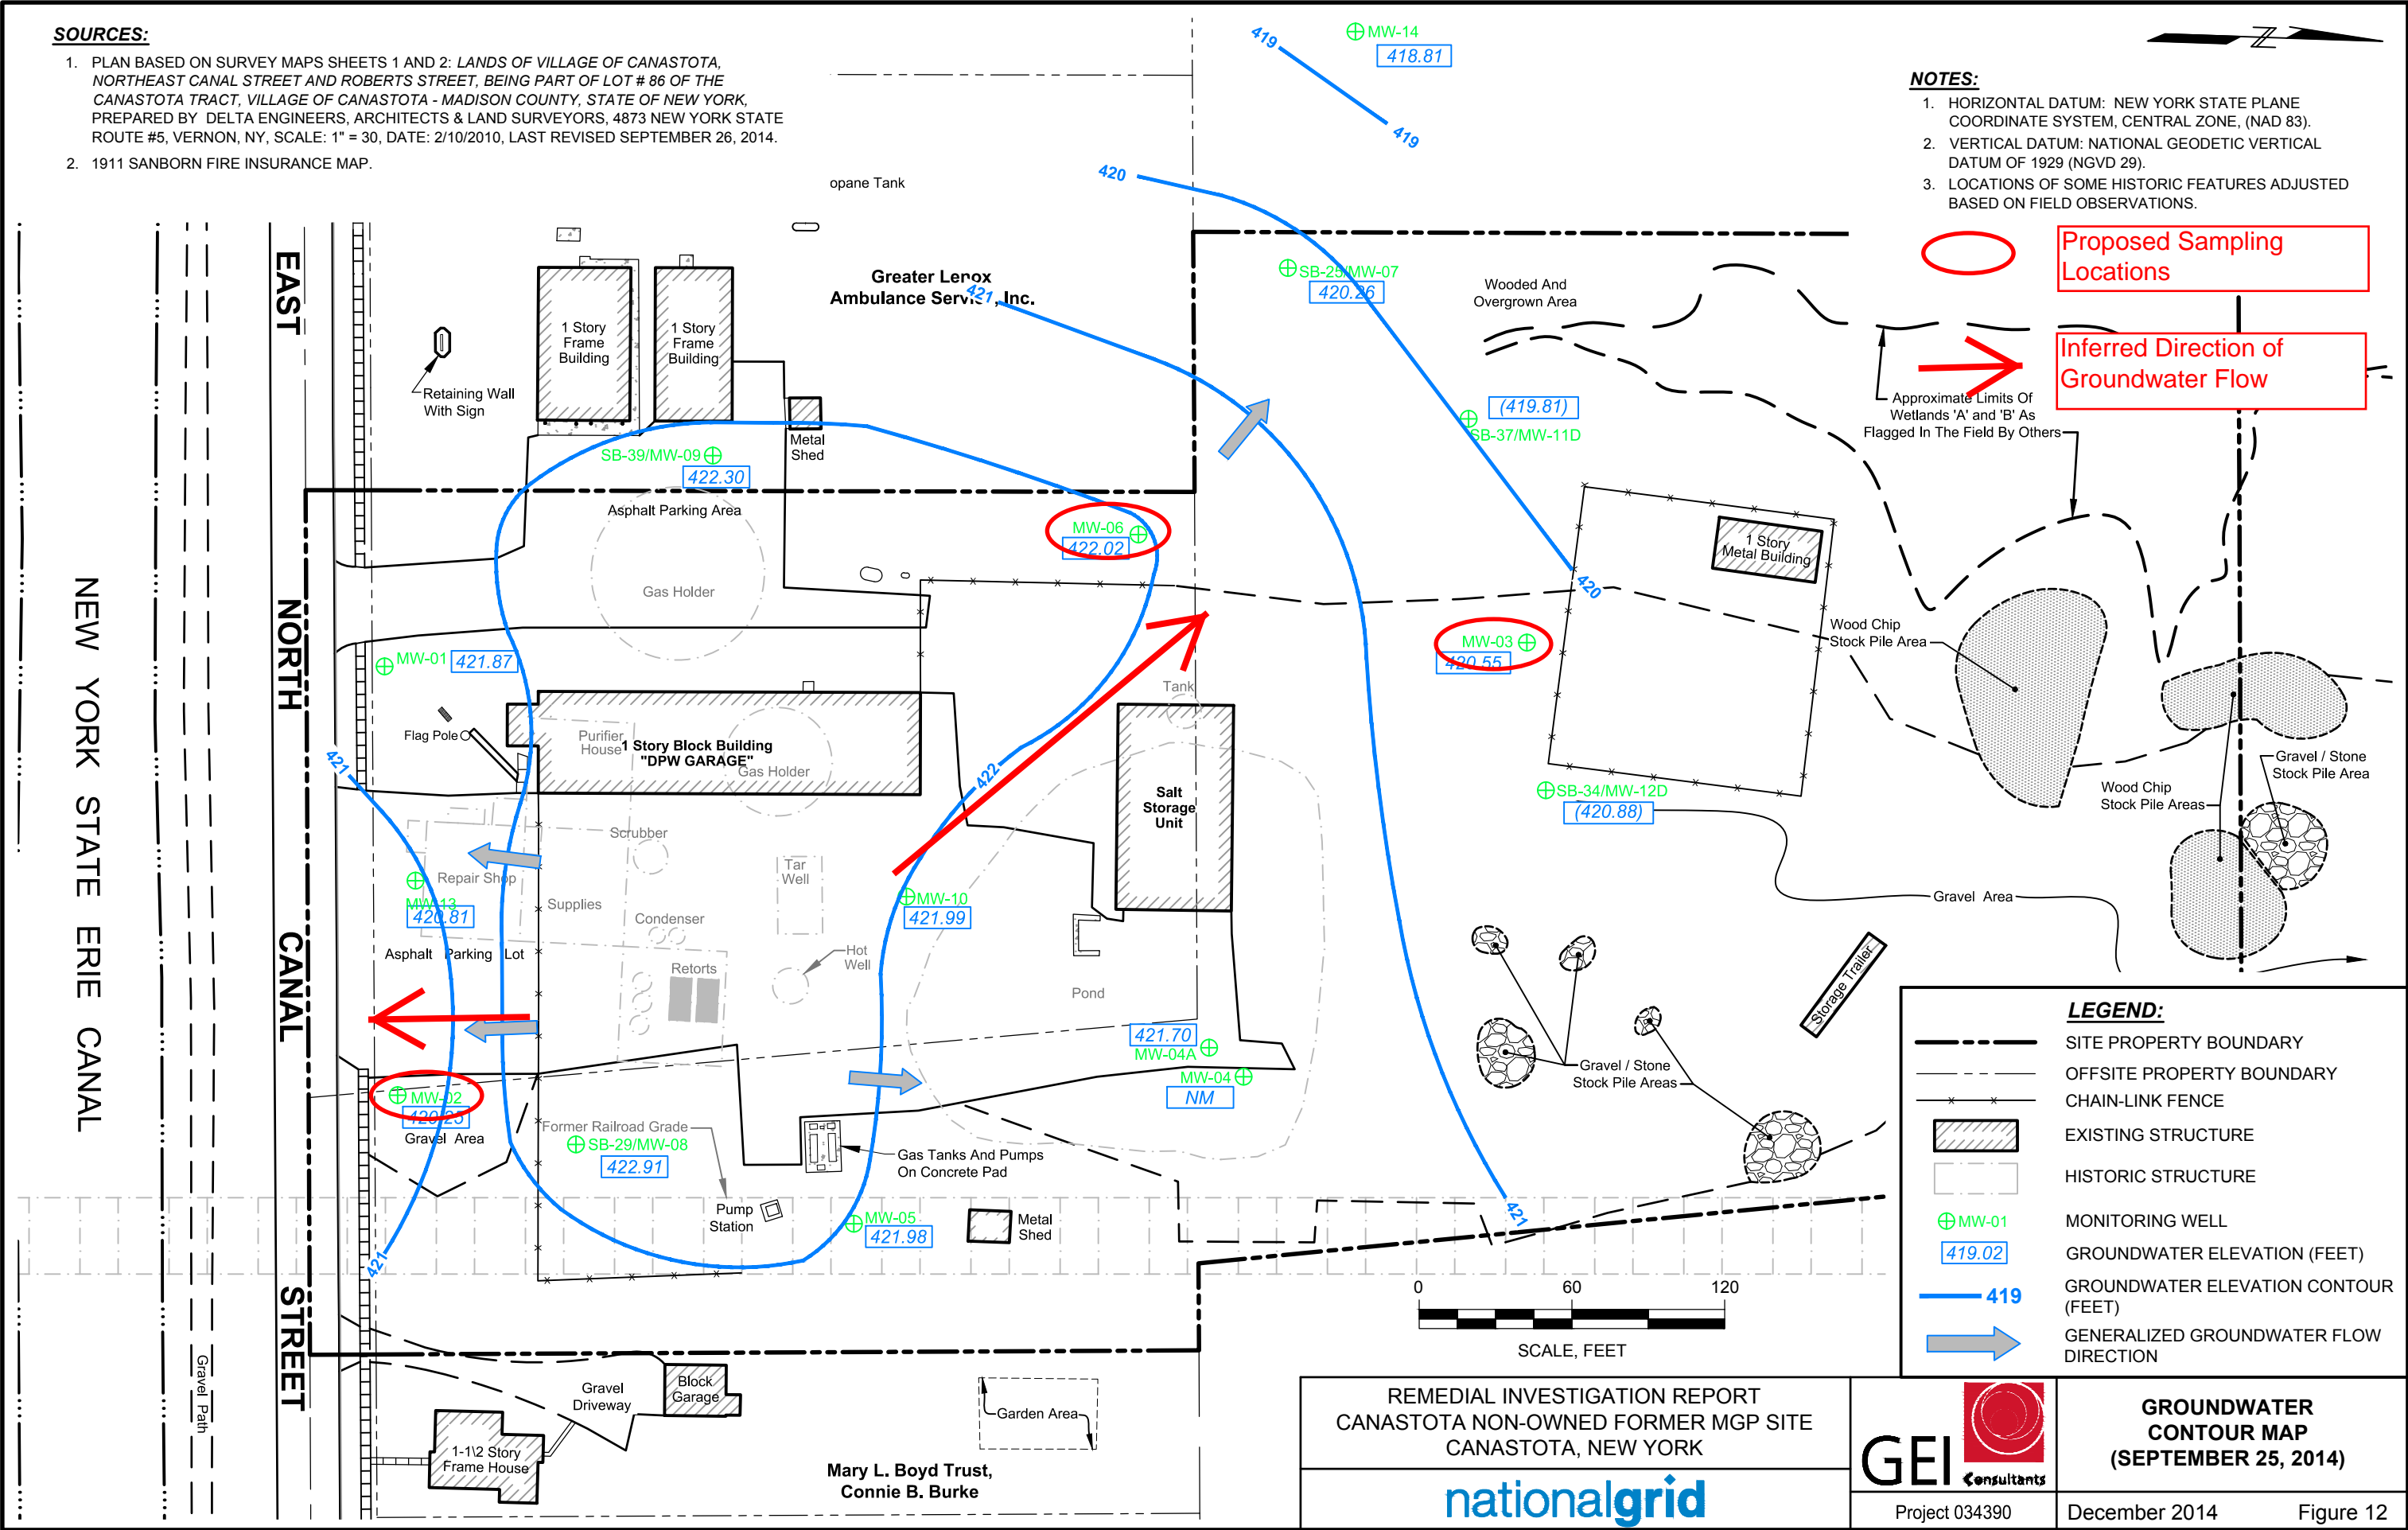 SOURCES:
1. PLAN BASED ON SURVEY MAPS SHEETS 1 AND 2: LANDS OF VILLAGE OF CANASTOTA,
NORTHEAST CANAL STREET AND ROBERTS STREET, BEING PART OF LOT # 86 OF THE
CANASTOTA TRACT, VILLAGE OF CANASTOTA - MADISON COUNTY, STATE OF NEW YORK,
PREPARED BY DELTA ENGINEERS, ARCHITECTS & LAND SURVEYORS, 4873 NEW YORK STATE
ROUTE #5, VERNON, NY, SCALE: 1" = 30, DATE: 2/10/2010, LAST REVISED SEPTEMBER 26, 2014.
2. 1911 SANBORN FIRE INSURANCE MAP.
419
MW-14
418.81
419
420
Z
NOTES:
1. HORIZONTAL DATUM: NEW YORK STATE PLANE
COORDINATE SYSTEM, CENTRAL ZONE, (NAD 83).
2. VERTICAL DATUM: NATIONAL GEODETIC VERTICAL
DATUM OF 1929 (NGVD 29).
3. LOCATIONS OF SOME HISTORIC FEATURES ADJUSTED
BASED ON FIELD OBSERVATIONS.
Proposed Sampling
Locations
Inferred Direction of
Groundwater Flow
opane Tank
Greater Lenox
Ambulance Service, Inc.
421
SB-25/MW-07
420.26
Wooded And
Overgrown Area
Approximate Limits Of
Wetlands 'A' and 'B' As
Flagged In The Field By Others
1 Story
Frame
Building
1 Story
Frame
Building
Retaining Wall
With Sign
Metal
Shed
(419.81)
SB-37/MW-11D
SB-39/MW-09
422.30
Asphalt Parking Area
Gas Holder
MW-06
422.02
1 Story
Metal Building
420
MW-03
420.55
Wood Chip
Stock Pile Area
MW-01
421.87
Flag Pole
Purifier
House
1 Story Block Building
"DPW GARAGE"
Gas Holder
Tank
421
422
Salt
Storage
Unit
SB-34/MW-12D
(420.88)
Gravel / Stone
Stock Pile Area
Wood Chip
Stock Pile Areas
Gravel Area
Scrubber
Tar
Well
Repair Shop
MW-13
420.81
Supplies
Condenser
MW-10
421.99
Asphalt Parking Lot
Hot
Well
Retorts
Pond
Storage Trailer
421.70
MW-04A
MW-04
NM
Gravel / Stone
Stock Pile Areas
MW-02
420.25
Gravel Area
Former Railroad Grade
SB-29/MW-08
422.91
Gas Tanks And Pumps
On Concrete Pad
Pump
Station
MW-05
421.98
Metal
Shed
421
421
EAST
NORTH
CANAL
STREET
NEW YORK STATE ERIE CANAL
Gravel Path
Gravel
Driveway
Block
Garage
1-1\2 Story
Frame House
Garden Area
Mary L. Boyd Trust,
Connie B. Burke
0 60 120
SCALE, FEET
LEGEND:
SITE PROPERTY BOUNDARY
OFFSITE PROPERTY BOUNDARY
CHAIN-LINK FENCE
EXISTING STRUCTURE
HISTORIC STRUCTURE
MW-01 MONITORING WELL
419.02 GROUNDWATER ELEVATION (FEET)
419 GROUNDWATER ELEVATION CONTOUR
(FEET)
GENERALIZED GROUNDWATER FLOW
DIRECTION
REMEDIAL INVESTIGATION REPORT
CANASTOTA NON-OWNED FORMER MGP SITE
CANASTOTA, NEW YORK
nationalgrid
GEI
Consultants
Project 034390
GROUNDWATER
CONTOUR MAP
(SEPTEMBER 25, 2014)
December 2014 Figure 12